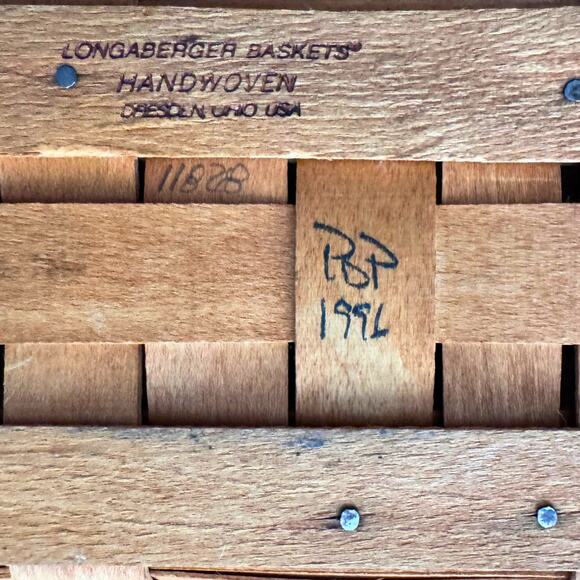 LONGABERGER BASKETS®
HANDWOVEN
DRESDEN, OHIO USA
11828
PBP
1996